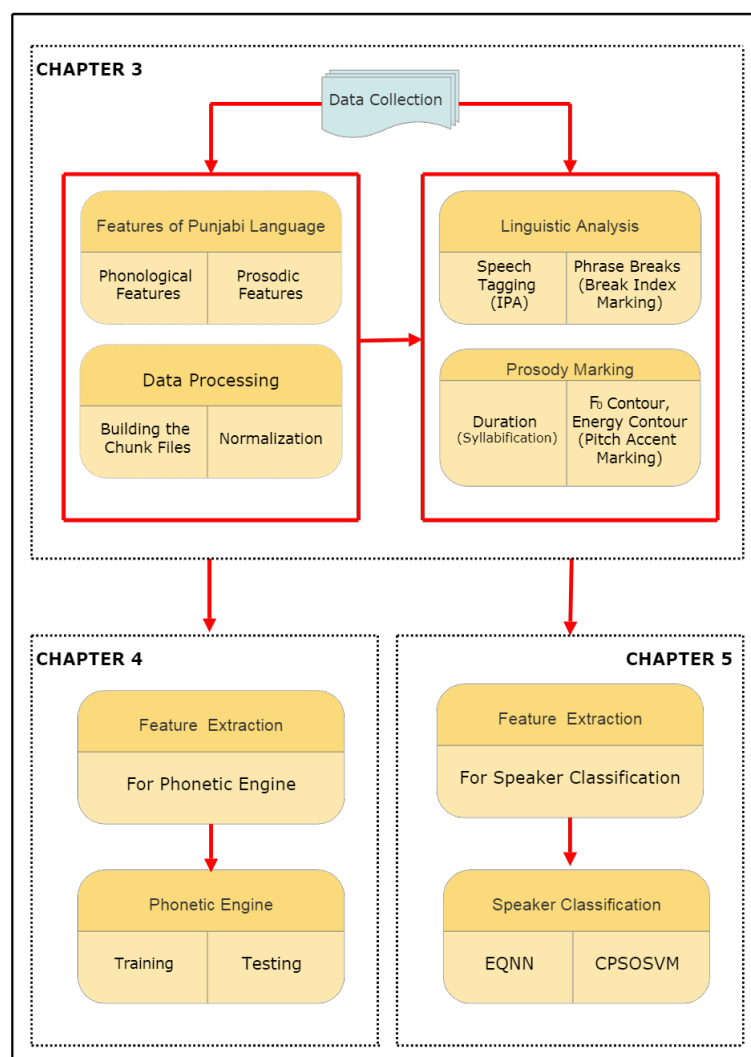 CHAPTER 3
Data Collection
Features of Punjabi Language
Phonological
Features
Prosodic
Features
Data Processing
Building the
Chunk Files
Normalization
Linguistic Analysis
Speech
Tagging
(IPA)
Phrase Breaks
(Break Index
Marking)
Prosody Marking
Duration
(Syllabification)
F₀ Contour,
Energy Contour
(Pitch Accent
Marking)
CHAPTER 4
Feature Extraction
For Phonetic Engine
Phonetic Engine
Training
Testing
CHAPTER 5
Feature Extraction
For Speaker Classification
Speaker Classification
EQNN
CPSOSVM